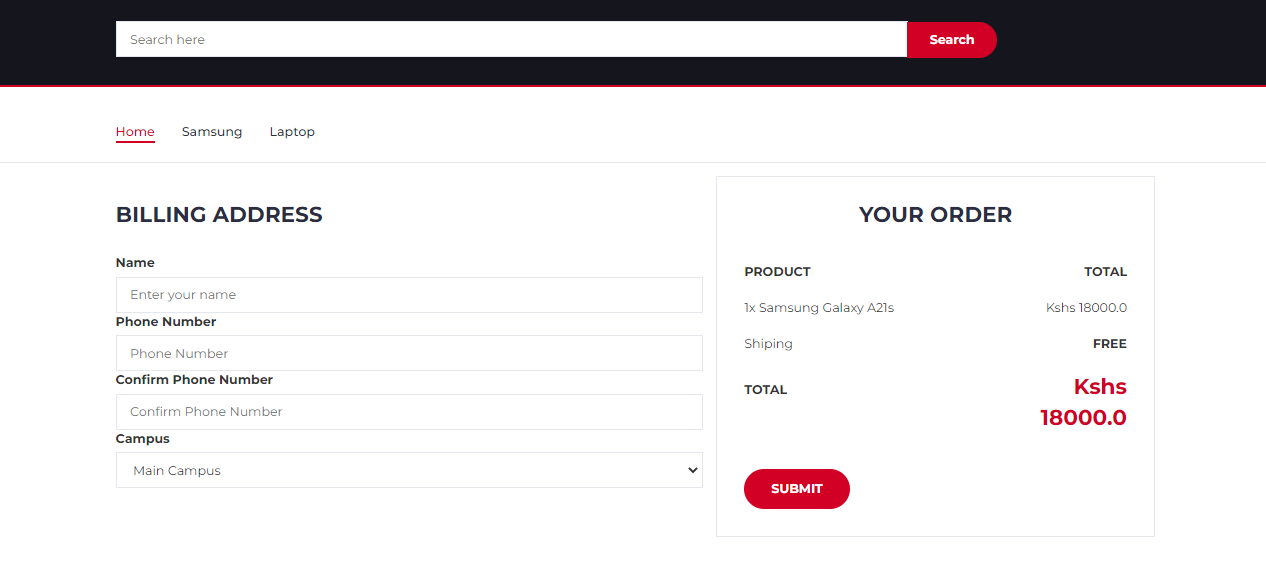 Search here
Search
Home Samsung Laptop
BILLING ADDRESS
Name
Enter your name
Phone Number
Phone Number
Confirm Phone Number
Confirm Phone Number
Campus
Main Campus
YOUR ORDER
PRODUCT TOTAL
1x Samsung Galaxy A21s Kshs 18000.0
Shiping FREE
TOTAL Kshs
18000.0
SUBMIT